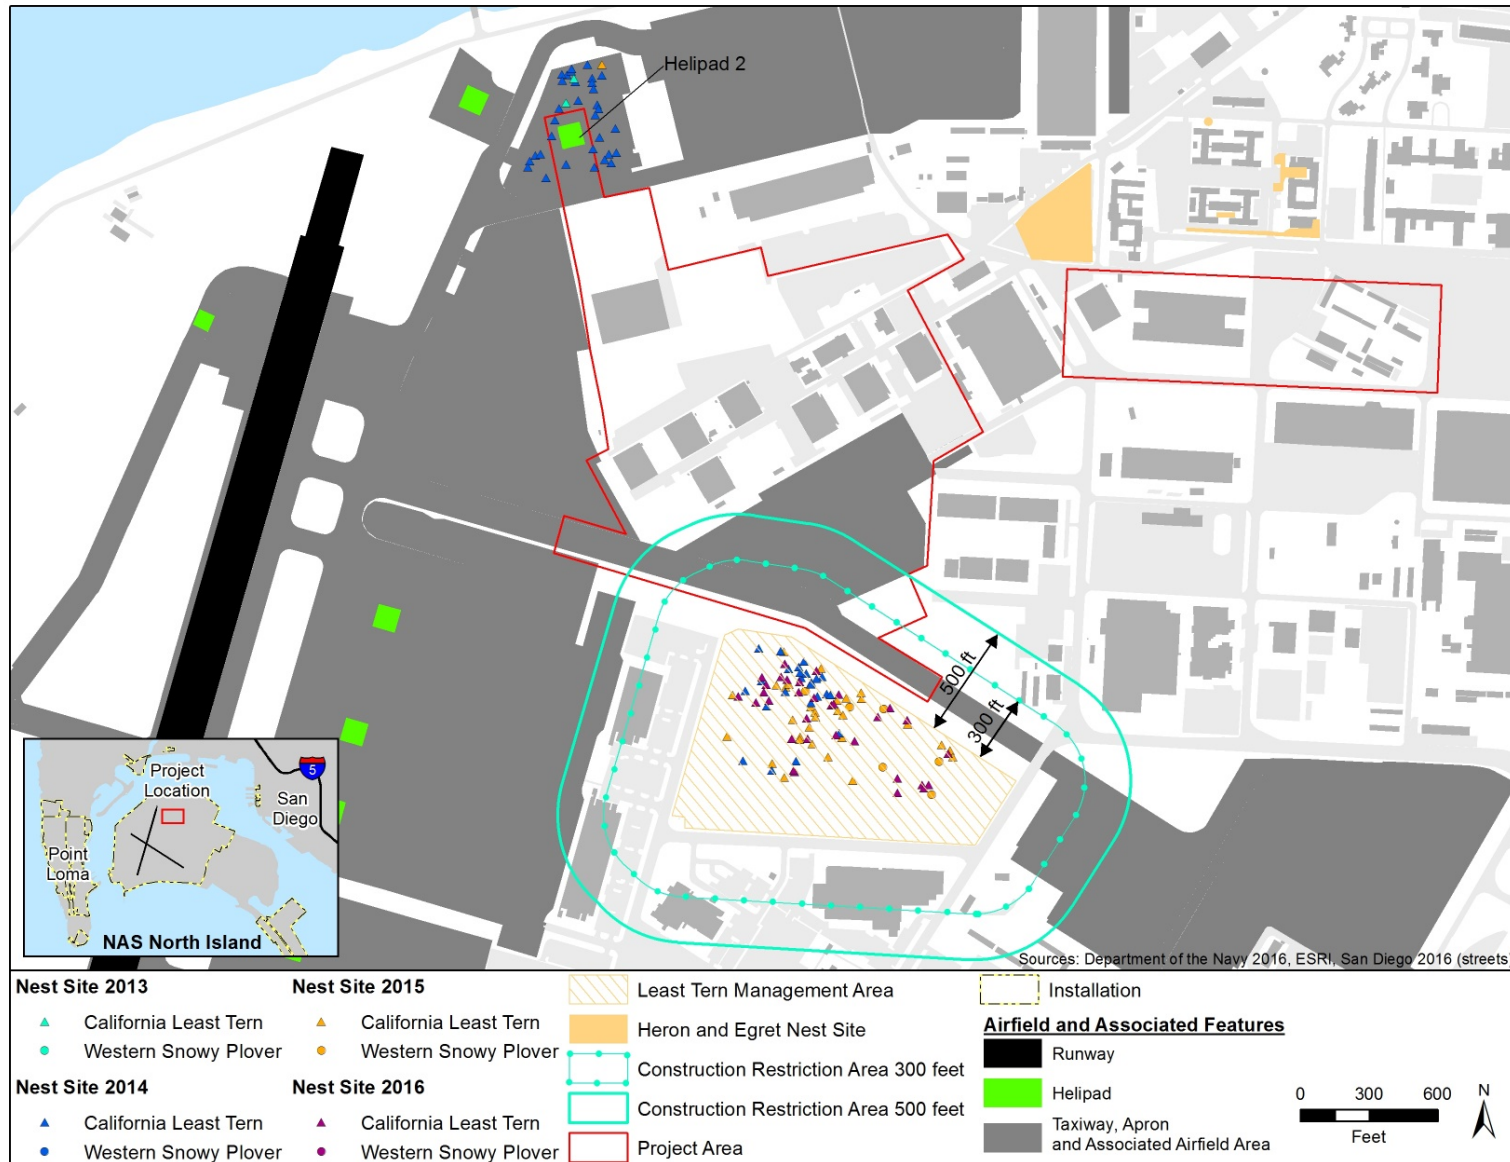 Helipad 2
500 ft
300 ft
Project
Location
5
San
Diego
Point
Loma
NAS North Island
Sources: Department of the Navy 2016, ESRI, San Diego 2016 (streets)
Nest Site 2013
California Least Tern
Western Snowy Plover
Nest Site 2014
California Least Tern
Western Snowy Plover
Nest Site 2015
California Least Tern
Western Snowy Plover
Nest Site 2016
California Least Tern
Western Snowy Plover
Least Tern Management Area
Heron and Egret Nest Site
Construction Restriction Area 300 feet
Construction Restriction Area 500 feet
Project Area
Installation
Airfield and Associated Features
Runway
Helipad
Taxiway, Apron
and Associated Airfield Area
0 300 600
Feet
N